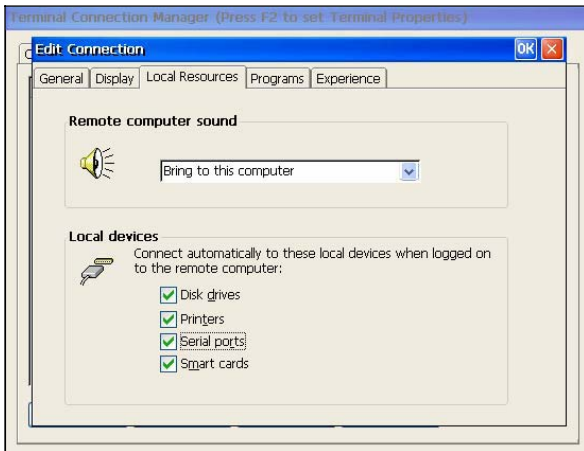 Terminal Connection Manager (Press F2 to set Terminal Properties)
Edit Connection
OK
General Display Local Resources Programs Experience
Remote computer sound
Bring to this computer
Local devices
Connect automatically to these local devices when logged on
to the remote computer:
Disk drives
Printers
Serial ports
Smart cards